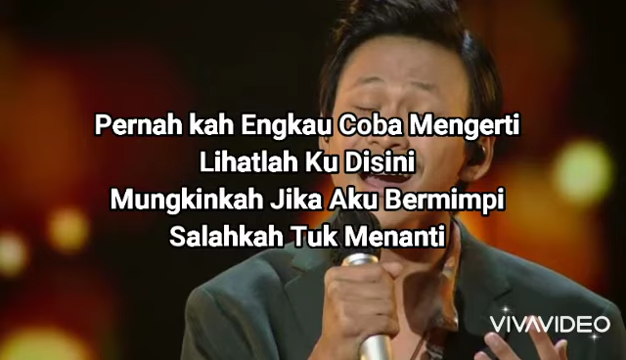 Pernah kah Engkau Coba Mengerti
Lihatlah Ku Disini
Mungkinkah Jika Aku Bermimpi
Salahkah Tuk Menanti
VIVAVIDEO